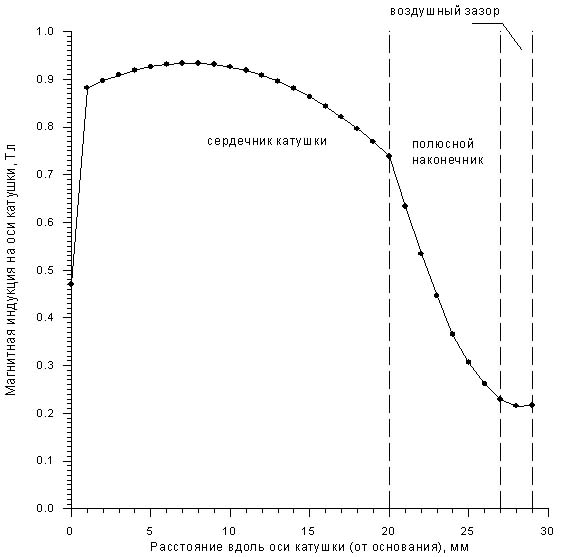 воздушный зазор
1.0
0.9
0.8
0.7
0.6
0.5
0.4
0.3
0.2
0.1
0.0
Магнитная индукция на оси катушки, Тл
сердечник катушки
полюсной
наконечник
0 5 10 15 20 25 30
Расстояние вдоль оси катушки (от основания), мм